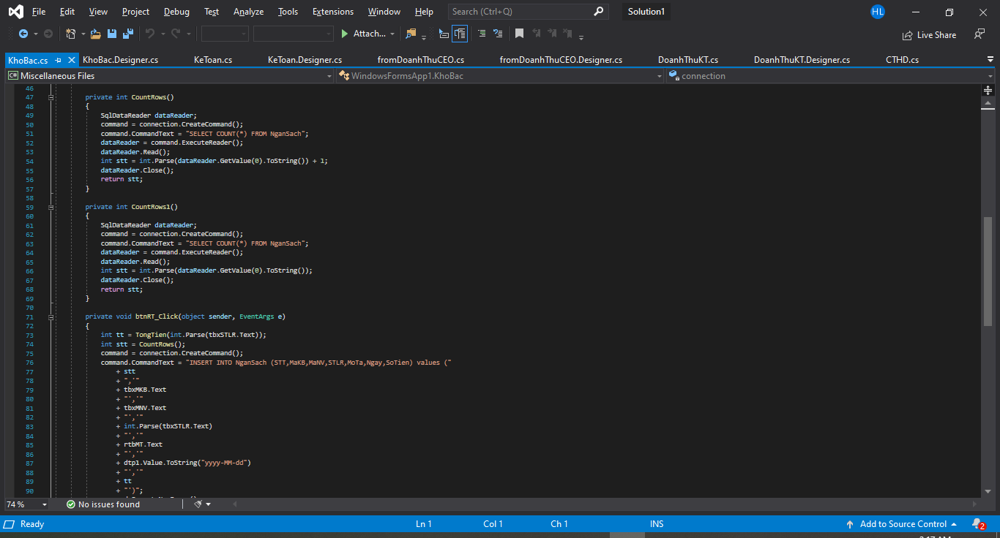 File Edit View Project Debug Test Analyze Tools Extensions Window Help Search (Ctrl+Q) Solution1 HL
Attach... Live Share
KhoBac.cs KhoBac.Designer.cs KeToan.cs KeToan.Designer.cs fromDoanhThuCEO.cs fromDoanhThuCEO.Designer.cs DoanhThuKT.cs DoanhThuKT.Designer.cs CTHD.cs
C# Miscellaneous Files WindowsFormsApp1.KhoBac connection
46
47 private int CountRows()
48 {
49 SqlDataReader dataReader;
50 command = connection.CreateCommand();
51 command.CommandText = "SELECT COUNT(*) FROM NganSach";
52 dataReader = command.ExecuteReader();
53 dataReader.Read();
54 int stt = int.Parse(dataReader.GetValue(0).ToString()) + 1;
55 dataReader.Close();
56 return stt;
57 }
58
59 private int CountRows1()
60 {
61 SqlDataReader dataReader;
62 command = connection.CreateCommand();
63 command.CommandText = "SELECT COUNT(*) FROM NganSach";
64 dataReader = command.ExecuteReader();
65 dataReader.Read();
66 int stt = int.Parse(dataReader.GetValue(0).ToString());
67 dataReader.Close();
68 return stt;
69 }
70
71 private void btnRT_Click(object sender, EventArgs e)
72 {
73 int tt = TongTien(int.Parse(tbxSTLR.Text));
74 int stt = CountRows();
75 command = connection.CreateCommand();
76 command.CommandText = "INSERT INTO NganSach (STT,MaKB,MaNV,STLR,MoTa,Ngay,SoTien) values ("
77 + stt
78 + ",'"
79 + tbxMKB.Text
80 + "','"
81 + tbxMNV.Text
82 + "','"
83 + int.Parse(tbxSTLR.Text)
84 + "','"
85 + rtbMT.Text
86 + "','"
87 + dtp1.Value.ToString("yyyy-MM-dd")
88 + "','"
89 + tt
90 + "')";
74 % No issues found
Ready Ln 1 Col 1 Ch 1 INS Add to Source Control 2